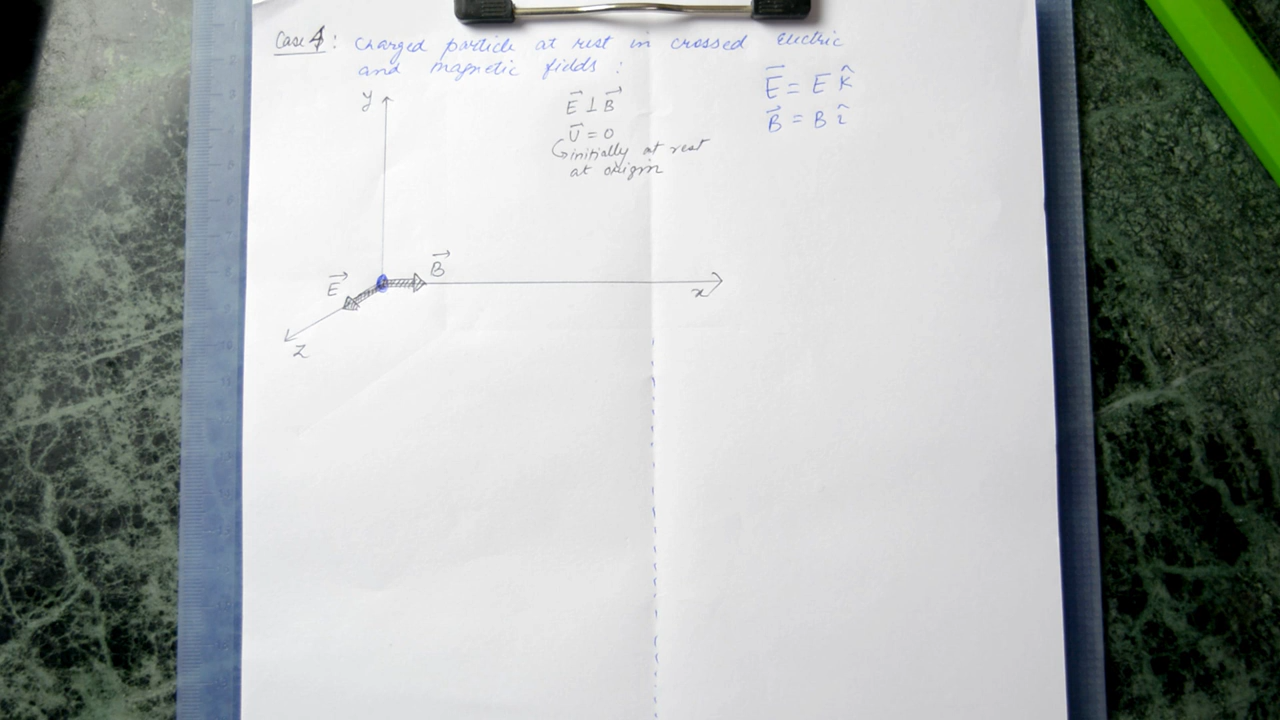 Case 4: Charged particle at rest in crossed electric
and magnetic fields :
E⃗ ⊥ B⃗
U⃗ = 0
↳ initially at rest
at origin
E⃗ = E k̂
B⃗ = B î
y
E⃗
B⃗
x
z